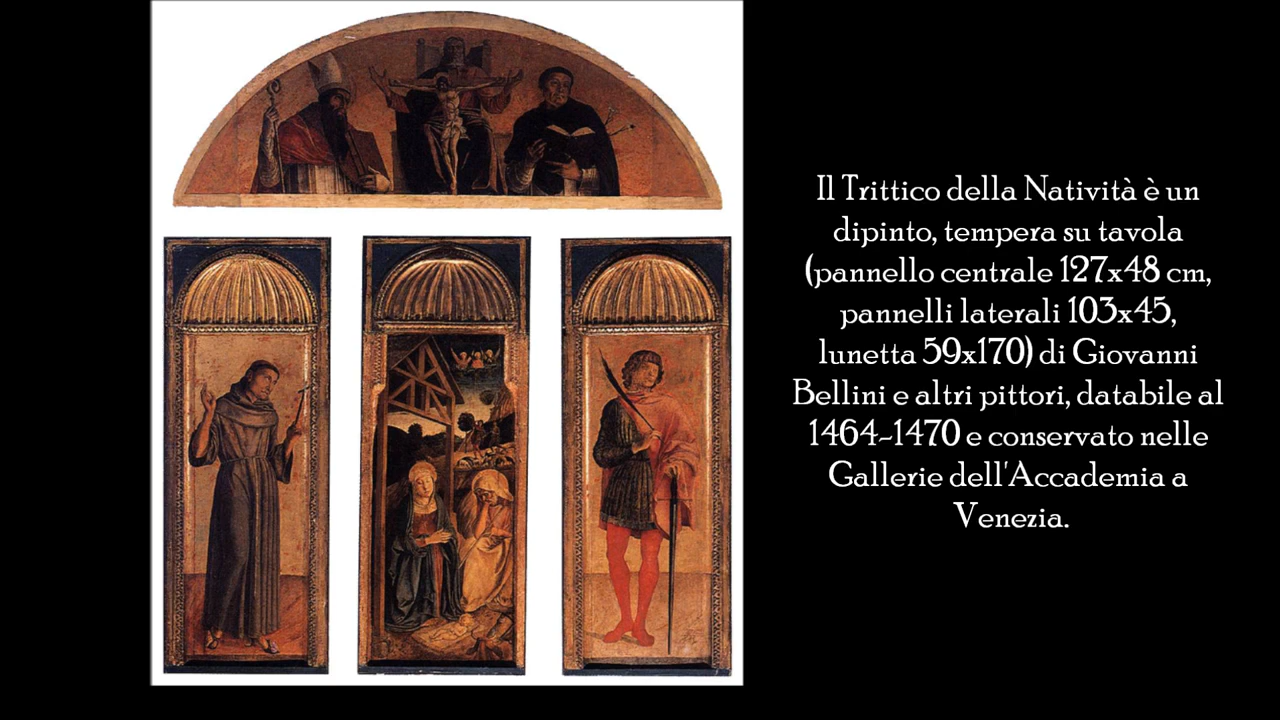 Il Trittico della Natività è un
dipinto, tempera su tavola
(pannello centrale 127x48 cm,
pannelli laterali 103x45,
lunetta 59x170) di Giovanni
Bellini e altri pittori, databile al
1464-1470 e conservato nelle
Gallerie dell'Accademia a
Venezia.